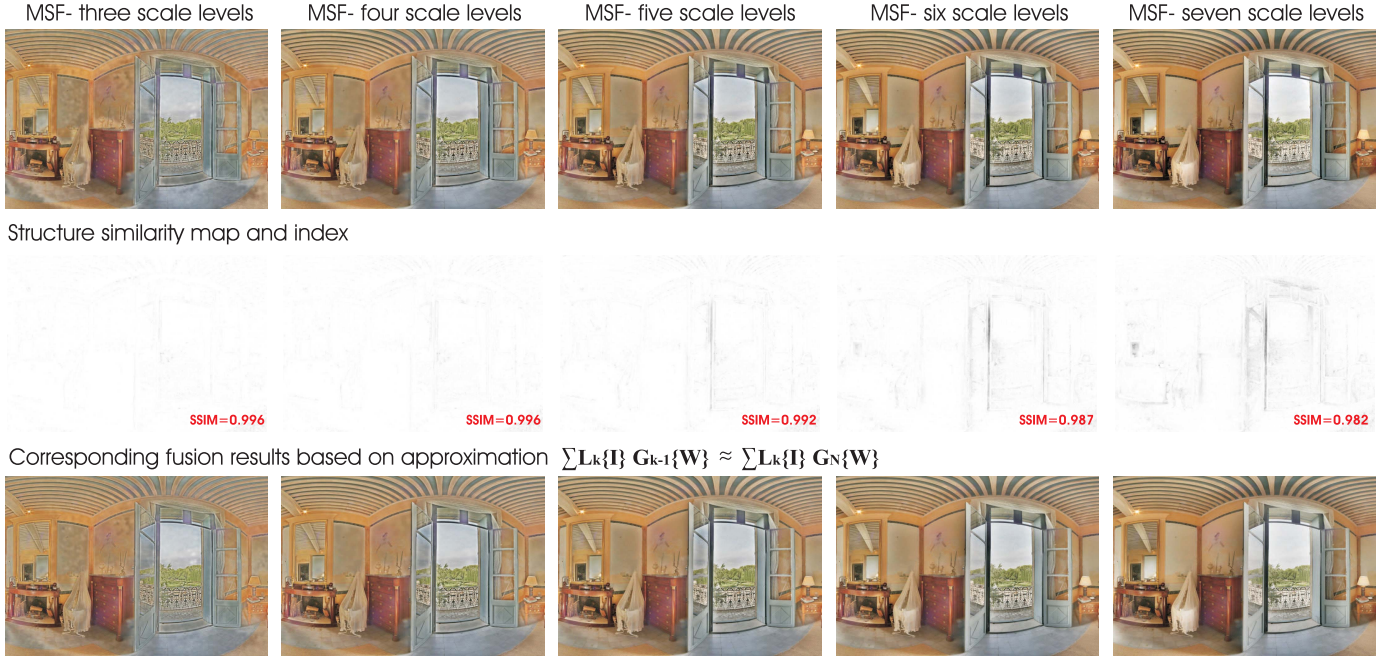 MSF- three scale levels
MSF- four scale levels
MSF- five scale levels
MSF- six scale levels
MSF- seven scale levels
Structure similarity map and index
SSIM=0.996
SSIM=0.996
SSIM=0.992
SSIM=0.987
SSIM=0.982
Corresponding fusion results based on approximation ∑Lk{I} Gk-1{W} ≈ ∑Lk{I} GN{W}